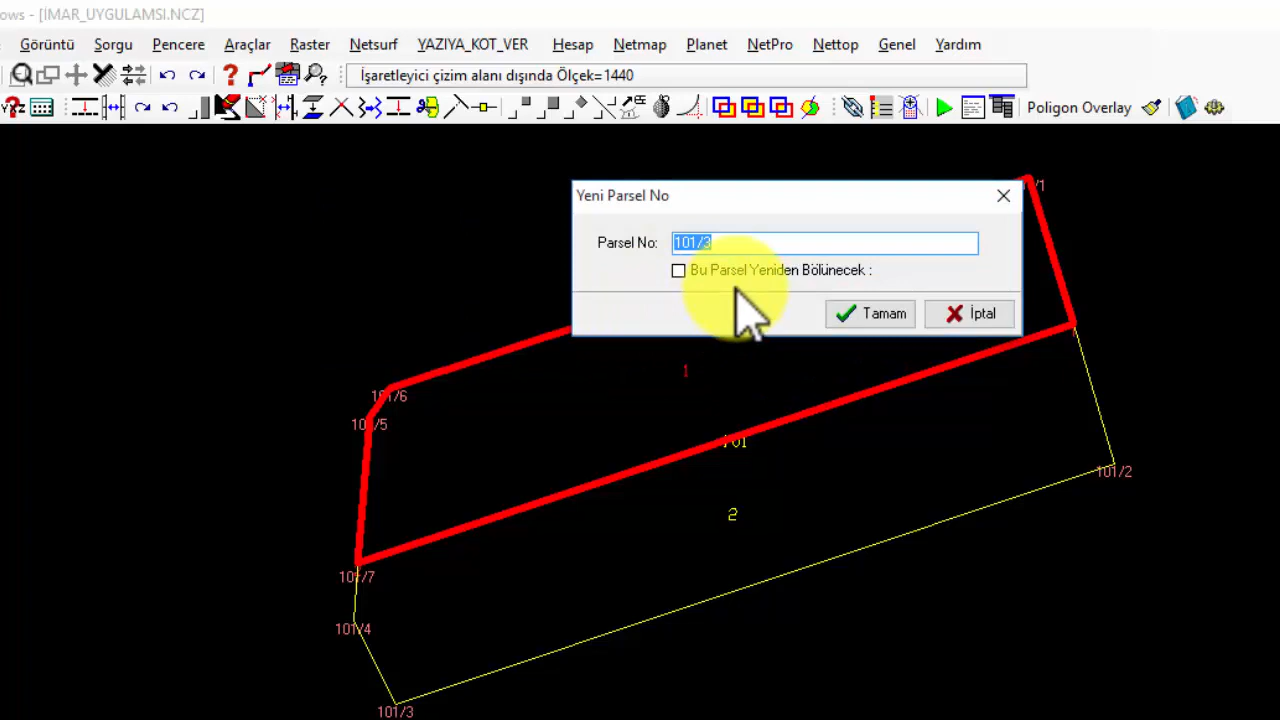 ows - [İMAR_UYGULAMSI.NCZ]
Görüntü Sorgu Pencere Araçlar Raster Netsurf YAZIYA_KOT_VER Hesap Netmap Planet NetPro Nettop Genel Yardım
İşaretleyici çizim alanı dışında Ölçek=1440
Poligon Overlay
Yeni Parsel No
/1
Parsel No: 101/3
Bu Parsel Yeniden Bölünecek :
Tamam İptal
1
101/6
101/5
101
101/2
2
101/7
101/4
101/3